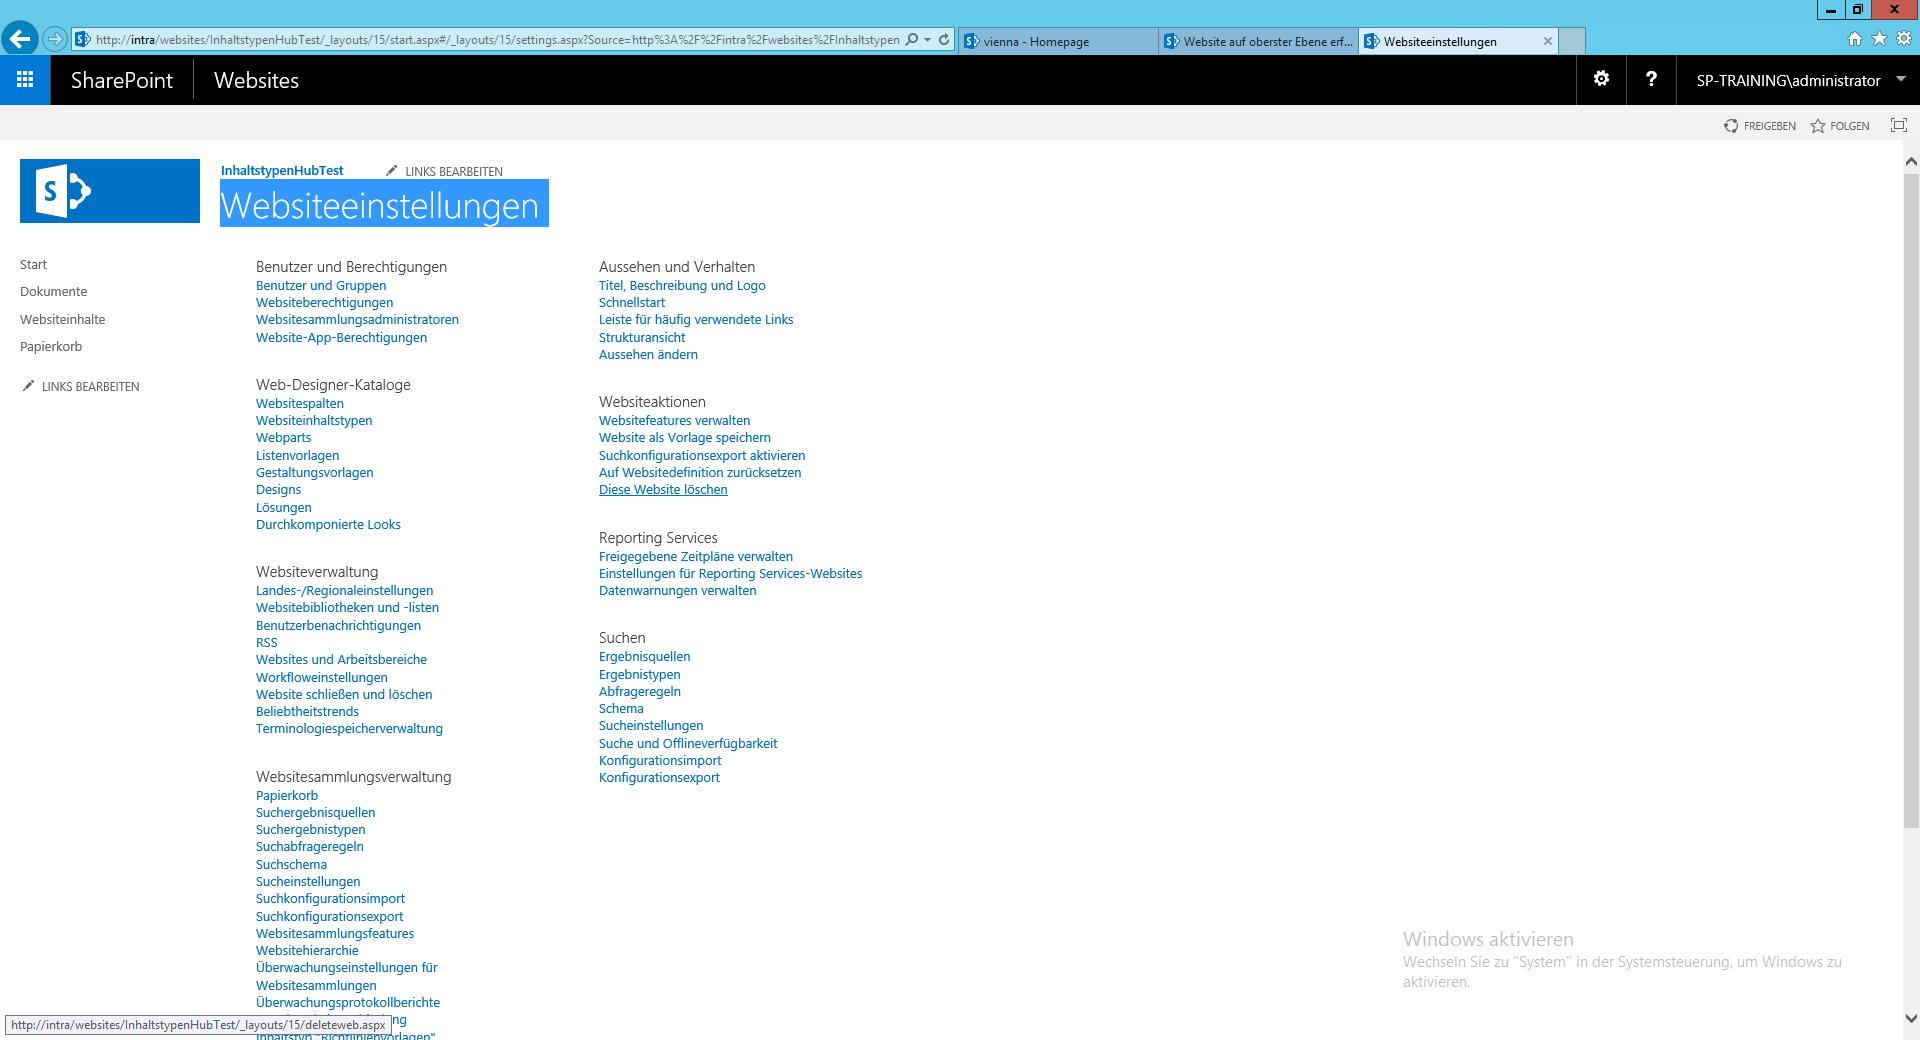 http://intra/websites/InhaltstypenHubTest/_layouts/15/start.aspx#/_layouts/15/settings.aspx?Source=http%3A%2F%2Fintra%2Fwebsites%2FInhaltstypen
vienna - Homepage
Website auf oberster Ebene erf...
Websiteeinstellungen
SharePoint
Websites
?
SP-TRAINING\administrator
FREIGEBEN
FOLGEN
S
InhaltstypenHubTest
LINKS BEARBEITEN
Websiteeinstellungen
Start
Dokumente
Websiteinhalte
Papierkorb
LINKS BEARBEITEN
Benutzer und Berechtigungen
Benutzer und Gruppen
Websiteberechtigungen
Websitesammlungsadministratoren
Website-App-Berechtigungen
Web-Designer-Kataloge
Websitespalten
Websiteinhaltstypen
Webparts
Listenvorlagen
Gestaltungsvorlagen
Designs
Lösungen
Durchkomponierte Looks
Websiteverwaltung
Landes-/Regionaleinstellungen
Websitebibliotheken und -listen
Benutzerbenachrichtigungen
RSS
Websites und Arbeitsbereiche
Workfloweinstellungen
Website schließen und löschen
Beliebtheitstrends
Terminologiespeicherverwaltung
Websitesammlungsverwaltung
Papierkorb
Suchergebnisquellen
Suchergebnistypen
Suchabfrageregeln
Suchschema
Sucheinstellungen
Suchkonfigurationsimport
Suchkonfigurationsexport
Websitesammlungsfeatures
Websitehierarchie
Überwachungseinstellungen für
Websitesammlungen
Überwachungsprotokollberichte
Inhaltstyp "Richtlinienvorlagen"
Aussehen und Verhalten
Titel, Beschreibung und Logo
Schnellstart
Leiste für häufig verwendete Links
Strukturansicht
Aussehen ändern
Websiteaktionen
Websitefeatures verwalten
Website als Vorlage speichern
Suchkonfigurationsexport aktivieren
Auf Websitedefinition zurücksetzen
Diese Website löschen
Reporting Services
Freigegebene Zeitpläne verwalten
Einstellungen für Reporting Services-Websites
Datenwarnungen verwalten
Suchen
Ergebnisquellen
Ergebnistypen
Abfrageregeln
Schema
Sucheinstellungen
Suche und Offlineverfügbarkeit
Konfigurationsimport
Konfigurationsexport
Windows aktivieren
Wechseln Sie zu "System" in der Systemsteuerung, um Windows zu
aktivieren.
http://intra/websites/InhaltstypenHubTest/_layouts/15/deleteweb.aspx